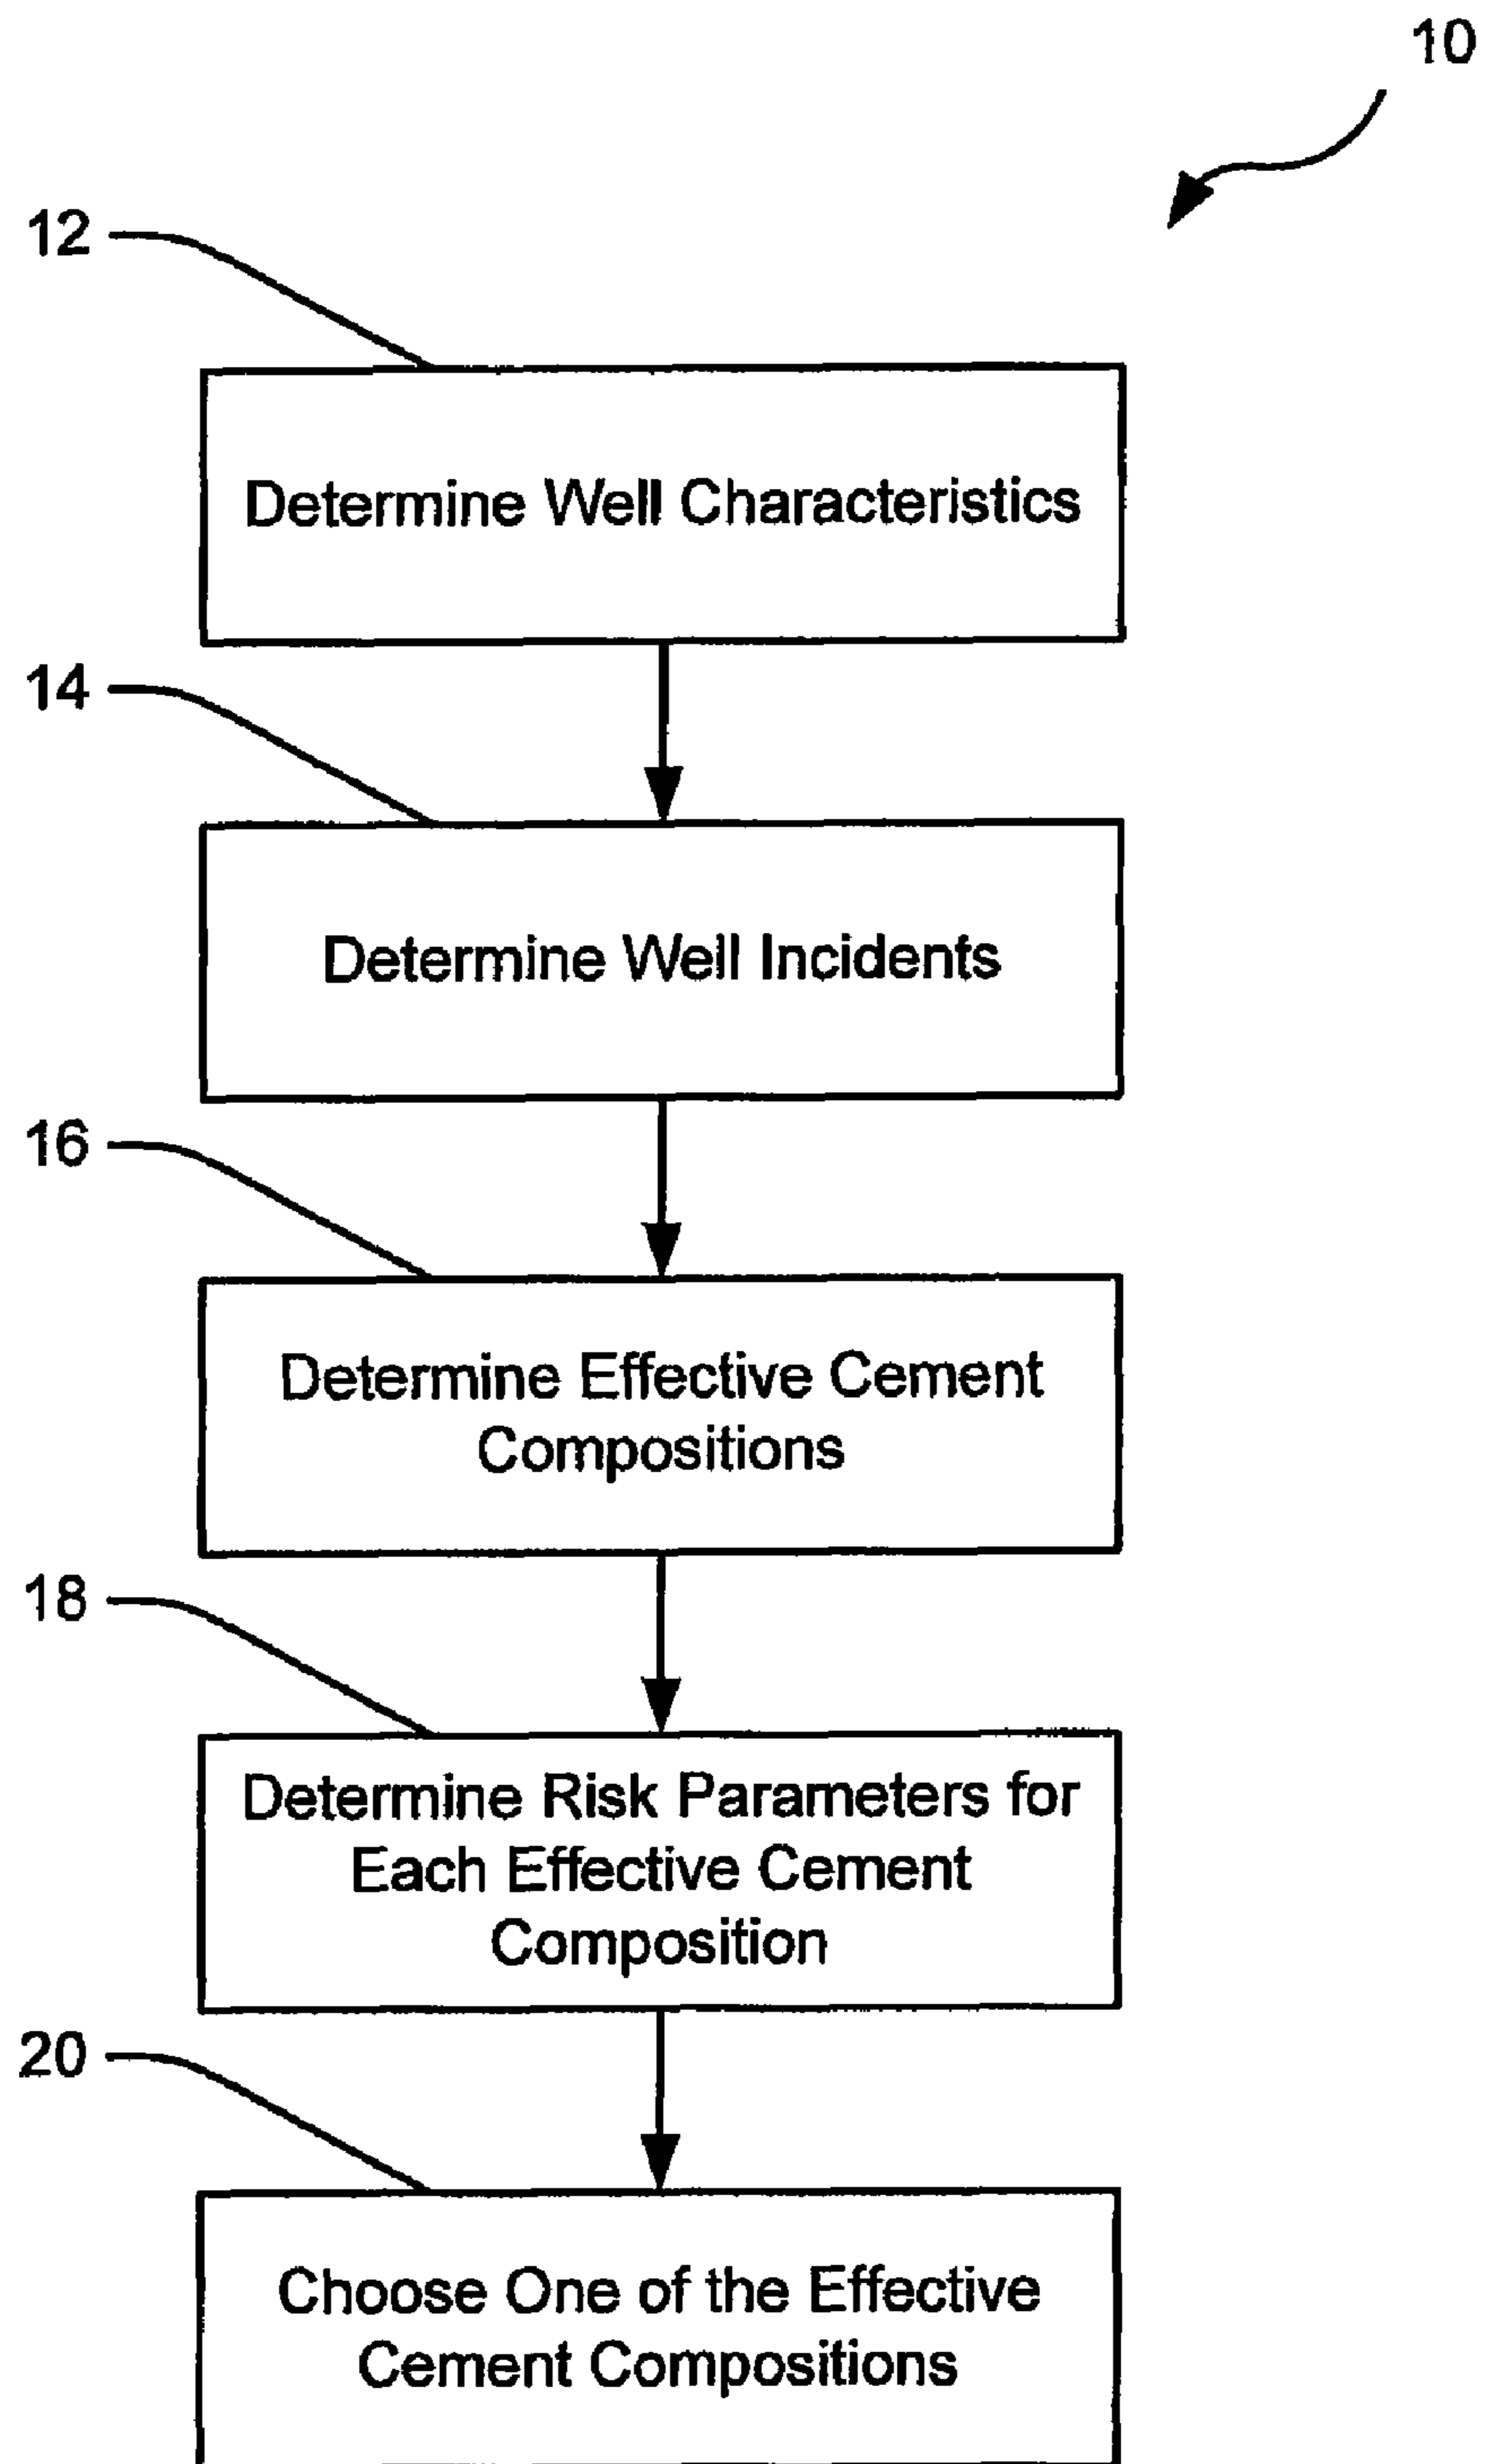 10
12
Determine Well Characteristics
14
Determine Well Incidents
16
Determine Effective Cement
Compositions
18
Determine Risk Parameters for
Each Effective Cement
Composition
20
Choose One of the Effective
Cement Compositions